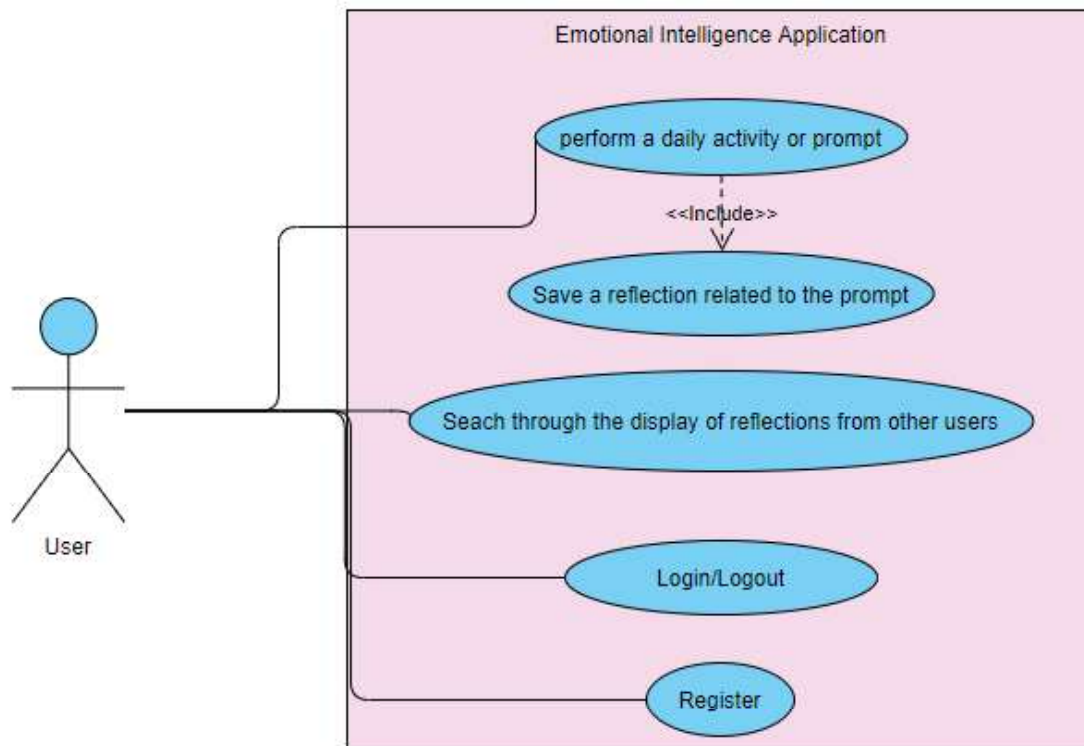 Emotional Intelligence Application
perform a daily activity or prompt
<<Include>>
Save a reflection related to the prompt
Seach through the display of reflections from other users
User
Login/Logout
Register